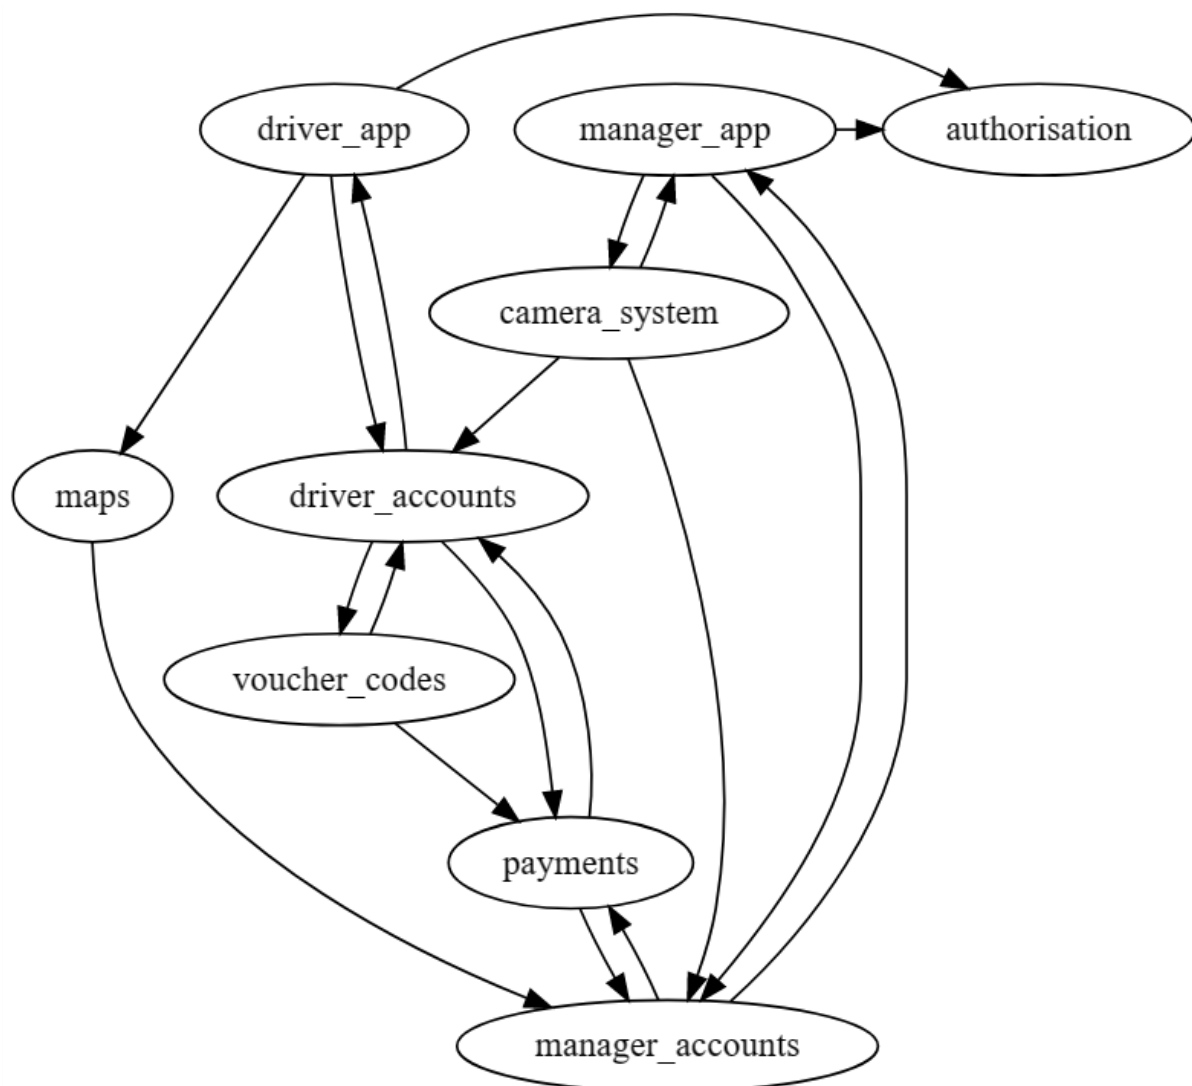 driver_app
manager_app
authorisation
camera_system
maps
driver_accounts
voucher_codes
payments
manager_accounts